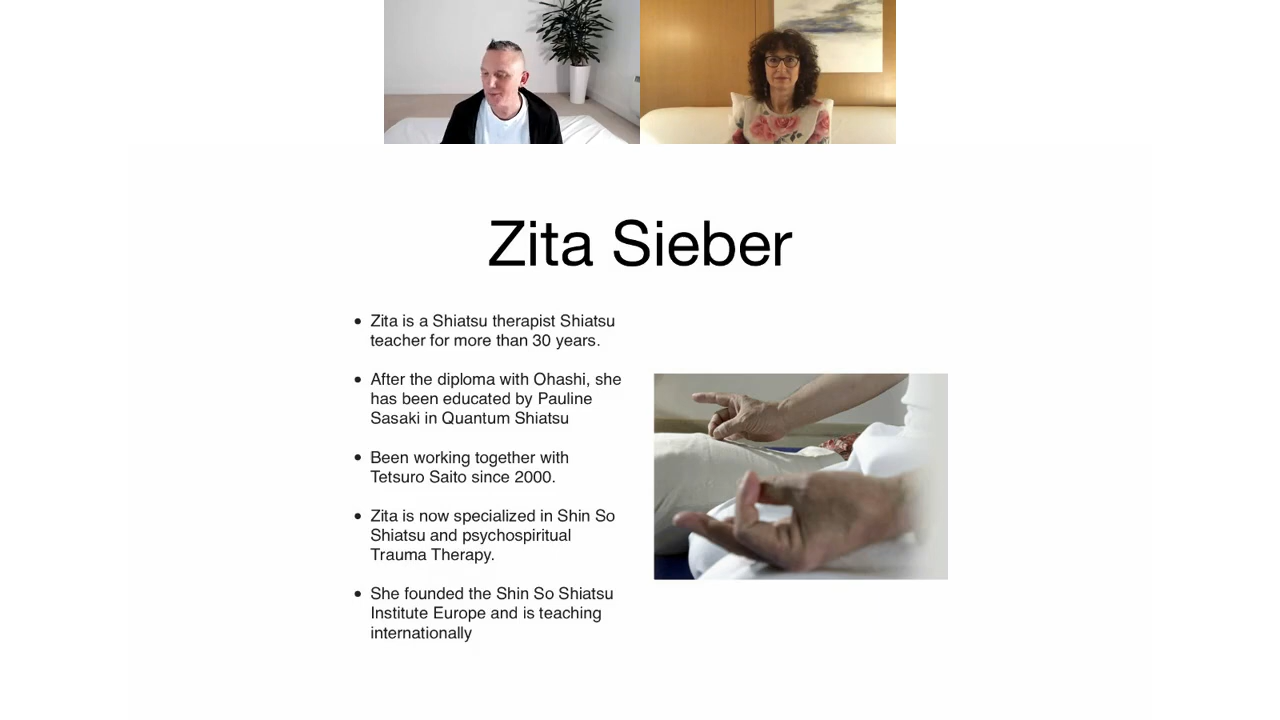 Zita Sieber
• Zita is a Shiatsu therapist Shiatsu
teacher for more than 30 years.
• After the diploma with Ohashi, she
has been educated by Pauline
Sasaki in Quantum Shiatsu
• Been working together with
Tetsuro Saito since 2000.
• Zita is now specialized in Shin So
Shiatsu and psychospiritual
Trauma Therapy.
• She founded the Shin So Shiatsu
Institute Europe and is teaching
internationally